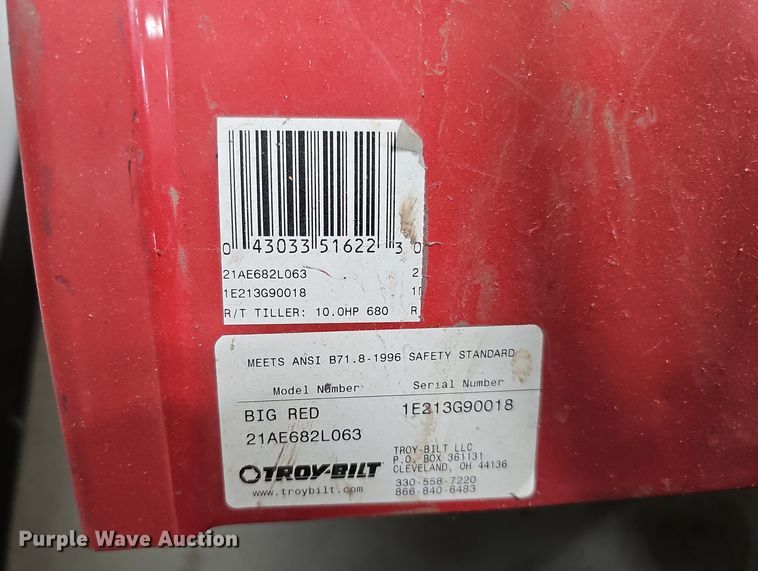 0 43033 51622 3 0
21AE682L063 2
1E213G90018
R/T TILLER: 10.0HP 680 R
MEETS ANSI B71.8-1996 SAFETY STANDARD
Model Number Serial Number
BIG RED 1E213G90018
21AE682L063
TROY-BILT LLC
P.O. BOX 361131
CLEVELAND, OH 44136
TROY-BILT
www.troybilt.com
330-558-7220
866-840-6483
Purple Wave Auction